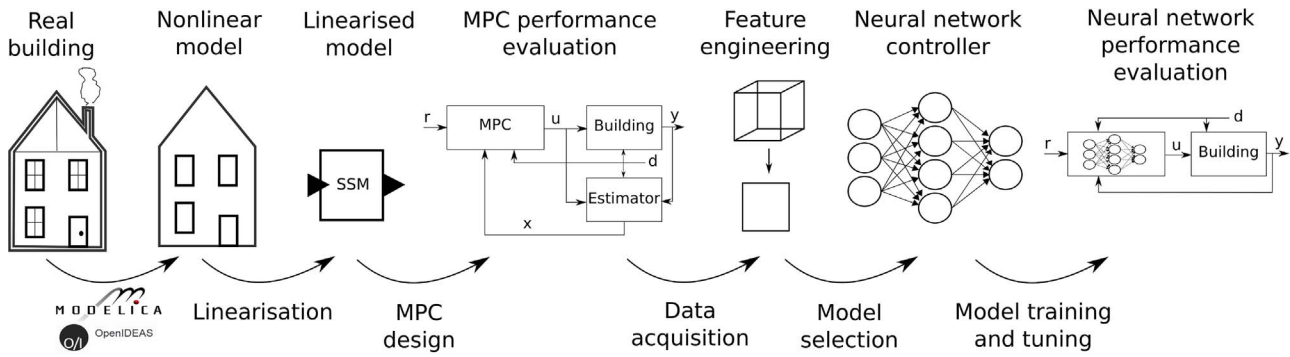 Real
building
Nonlinear
model
Linearised
model
MPC performance
evaluation
Feature
engineering
Neural network
controller
Neural network
performance
evaluation
r
MPC
u
Building
y
d
Estimator
x
SSM
r
u
Building
y
d
MODELICA
O/I
OpenIDEAS
Linearisation
MPC
design
Data
acquisition
Model
selection
Model training
and tuning